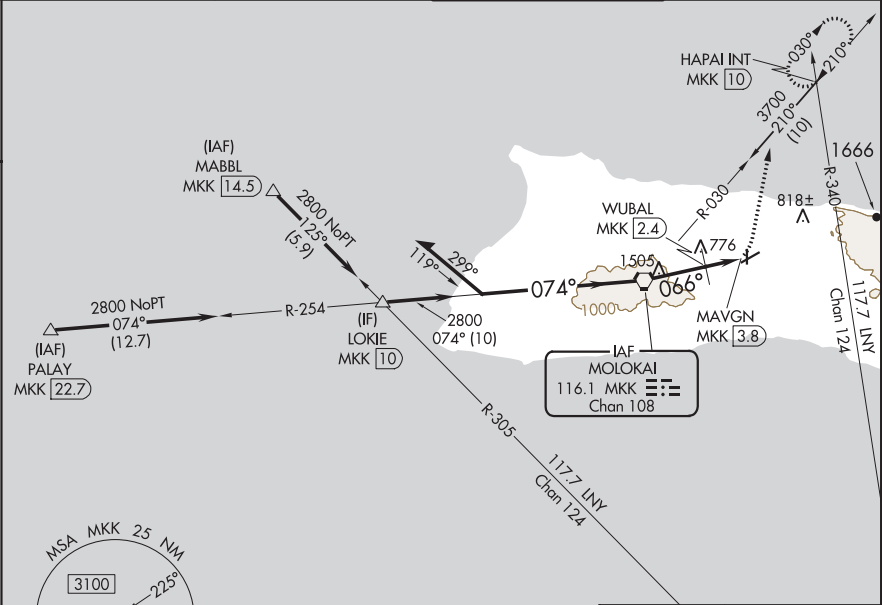 030°
210°
HAPAI INT
MKK 10
3700
210°
(10)
1666
(IAF)
MABBL
MKK 14.5
2800 NoPT
125°
(5.9)
R-030
R-340
818±
WUBAL
MKK 2.4
776
299°
119°
1505
074°
066°
1000
2800 NoPT
074°
(12.7)
R-254
(IAF)
PALAY
MKK 22.7
(IF)
LOKIE
MKK 10
2800
074° (10)
MAVGN
MKK 3.8
117.7 LNY
Chan 124
IAF
MOLOKAI
116.1 MKK
Chan 108
R-305
117.7 LNY
Chan 124
MSA MKK 25 NM
3100
225°